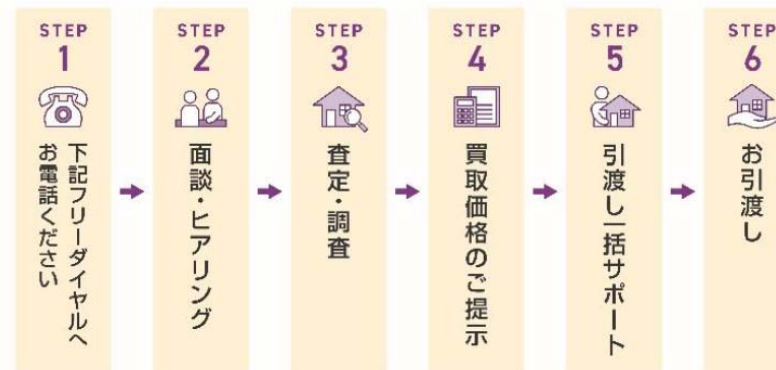 STEP
1
下記フリーダイヤルへ
お電話ください
STEP
2
面談・ヒアリング
STEP
3
査定・調査
STEP
4
買取価格のご提示
STEP
5
引渡し一括サポート
STEP
6
お引渡し